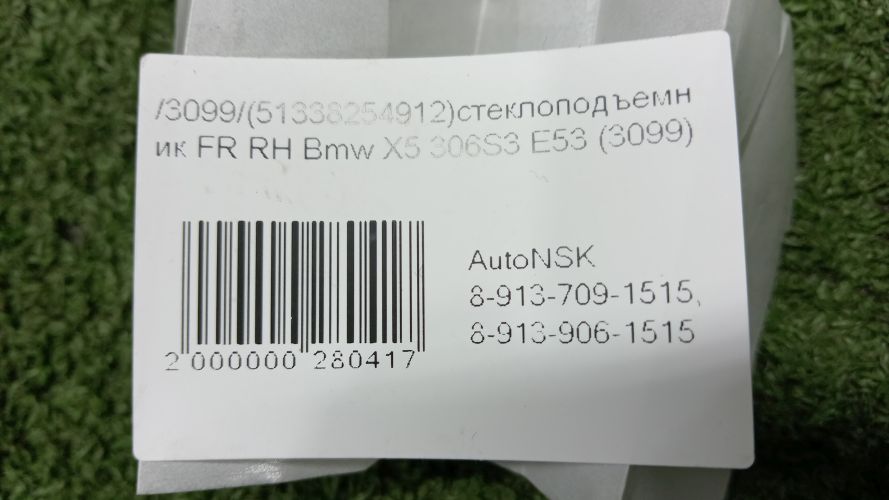 /3099/(51338254912)стеклоподъемн
ик FR RH Bmw X5 306S3 E53 (3099)
AutoNSK
8-913-709-1515,
8-913-906-1515
2 000000 280417